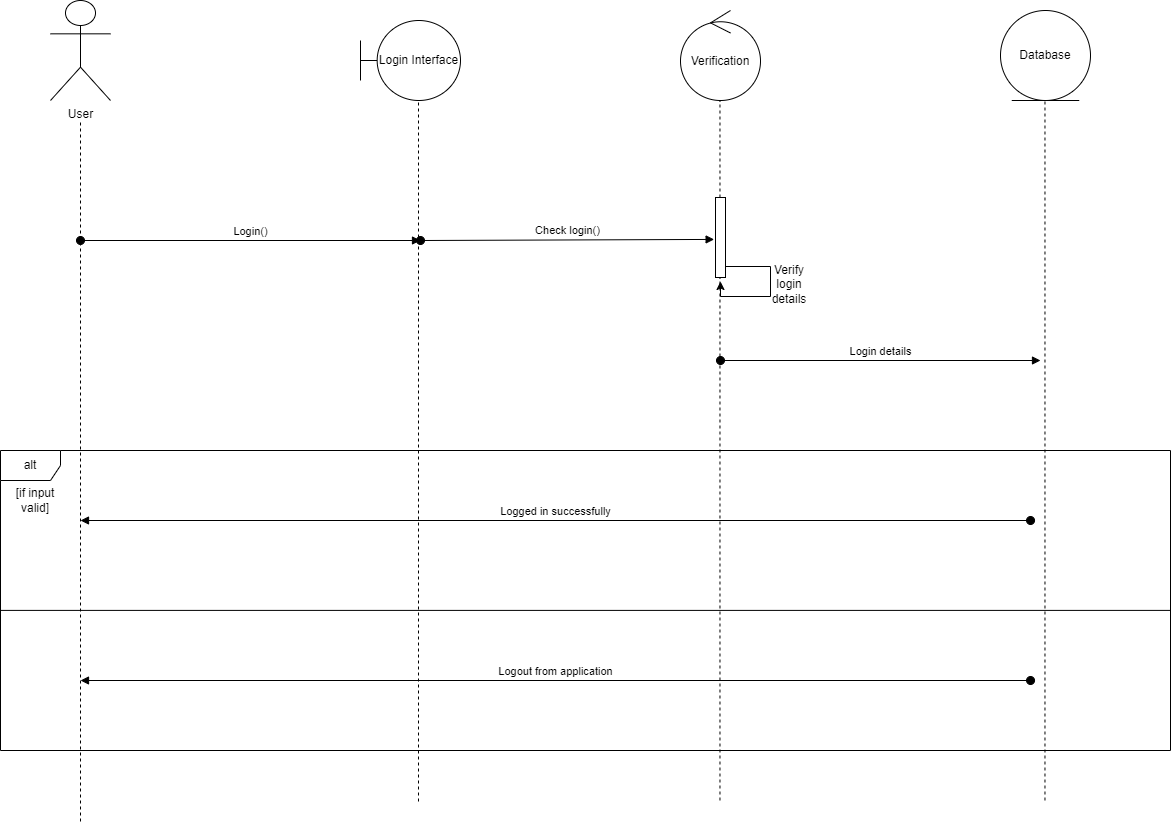 Login Interface
Verification
Database
User
Login()
Check login()
Verify
login
details
Login details
alt
[if input
valid]
Logged in successfully
Logout from application